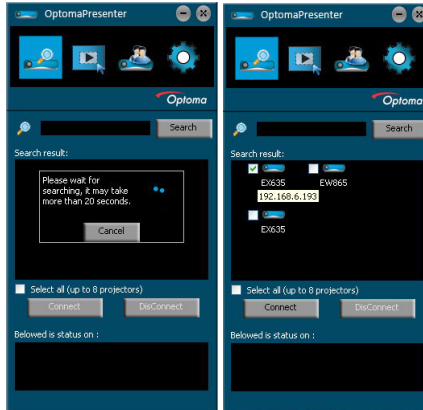 OptomaPresenter
Optoma
Search
Search result:
Please wait for
searching, it may take
more than 20 seconds.
Cancel
Select all (up to 8 projectors)
Connect
DisConnect
Belowed is status on :
OptomaPresenter
Optoma
Search
Search result:
EX635
EW865
192.168.6.193
EX635
Select all (up to 8 projectors)
Connect
DisConnect
Belowed is status on :